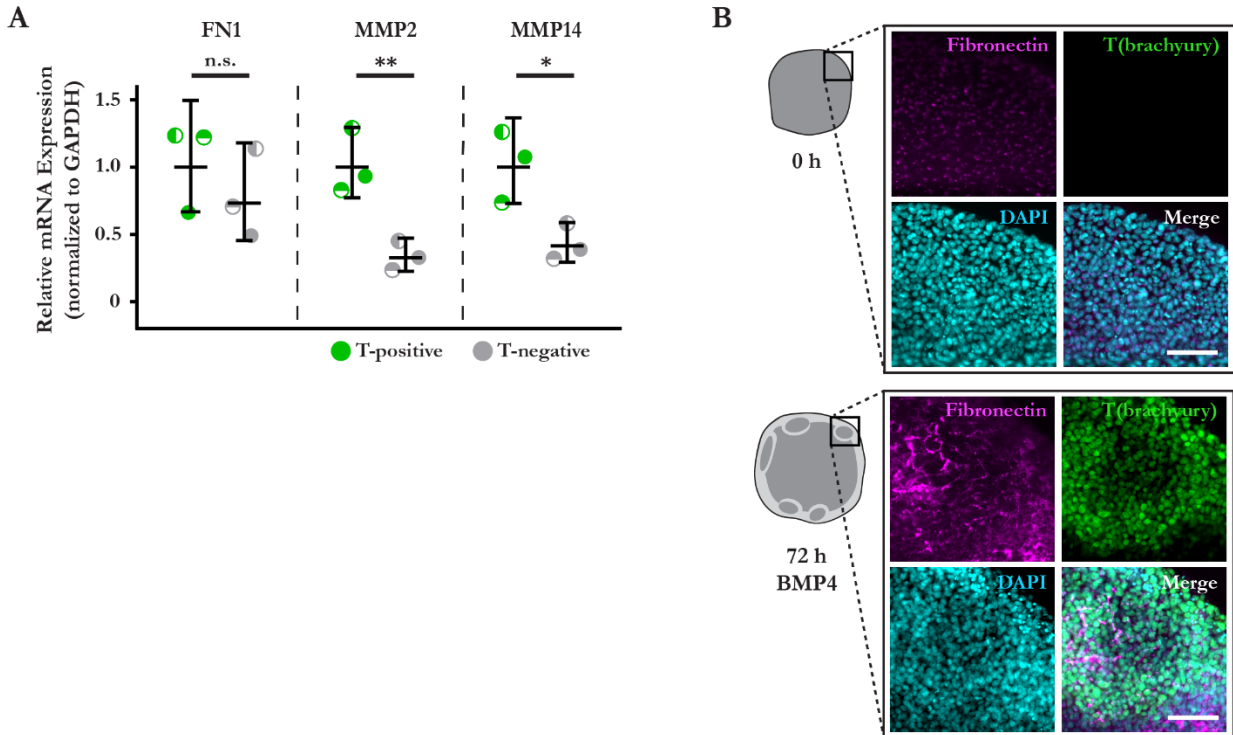 A
FN1
MMP2
MMP14
n.s.
**
*
Relative mRNA Expression
(normalized to GAPDH)
1.5
1.0
0.5
0
T-positive
T-negative
B
0 h
Fibronectin
T(brachyury)
DAPI
Merge
72 h
BMP4
Fibronectin
T(brachyury)
DAPI
Merge